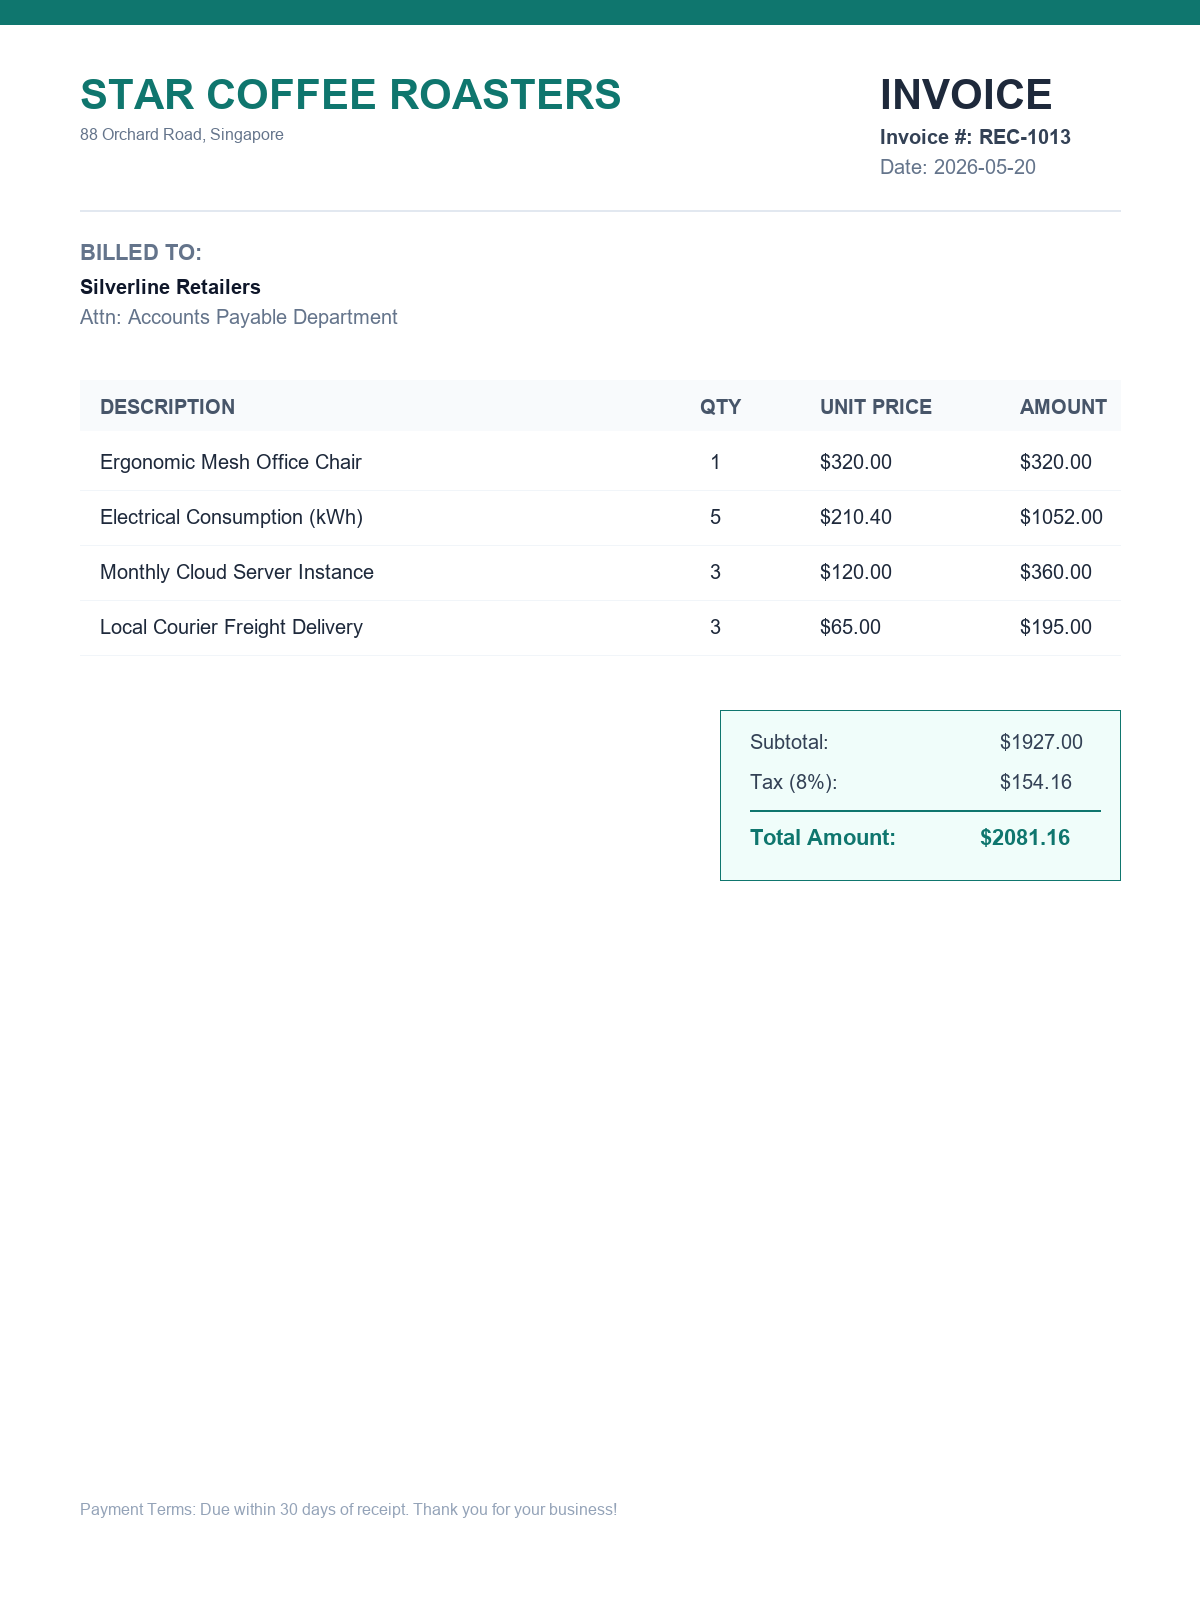 STAR COFFEE ROASTERS
88 Orchard Road, Singapore
INVOICE
Invoice #: REC-1013
Date: 2026-05-20
BILLED TO:
Silverline Retailers
Attn: Accounts Payable Department
DESCRIPTION QTY UNIT PRICE AMOUNT
Ergonomic Mesh Office Chair 1 $320.00 $320.00
Electrical Consumption (kWh) 5 $210.40 $1052.00
Monthly Cloud Server Instance 3 $120.00 $360.00
Local Courier Freight Delivery 3 $65.00 $195.00
Subtotal: $1927.00
Tax (8%): $154.16
Total Amount: $2081.16
Payment Terms: Due within 30 days of receipt. Thank you for your business!